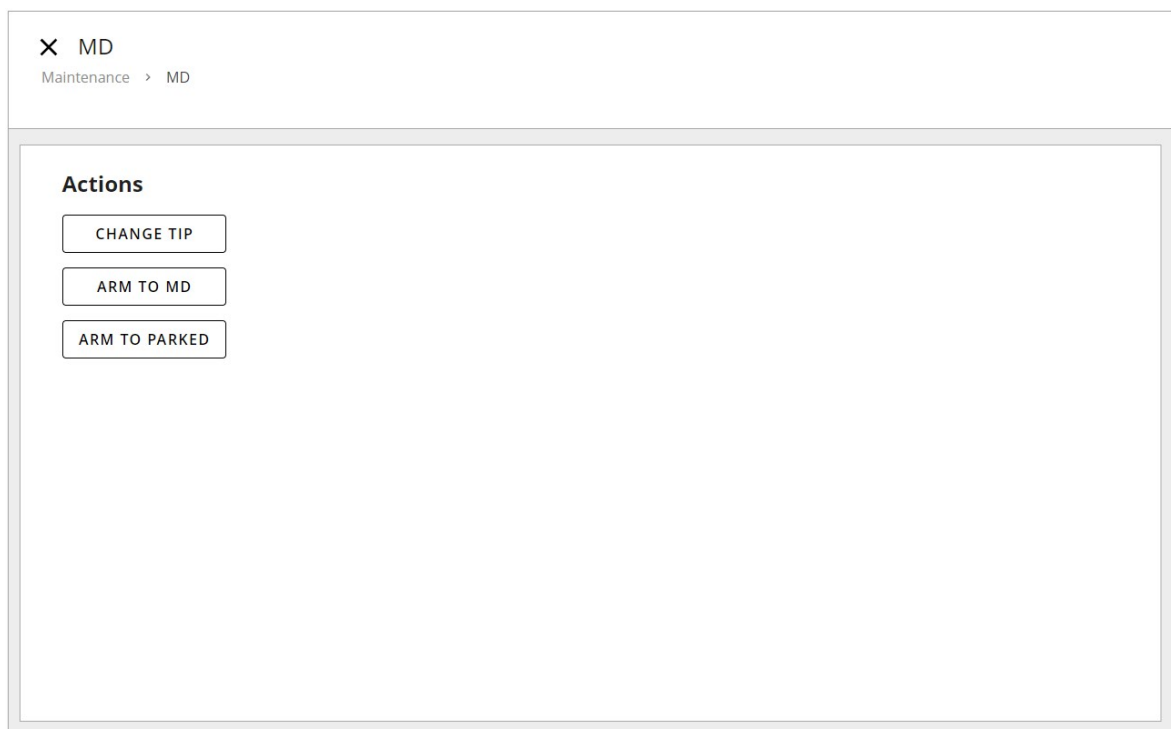 MD
Maintenance > MD
Actions
CHANGE TIP
ARM TO MD
ARM TO PARKED